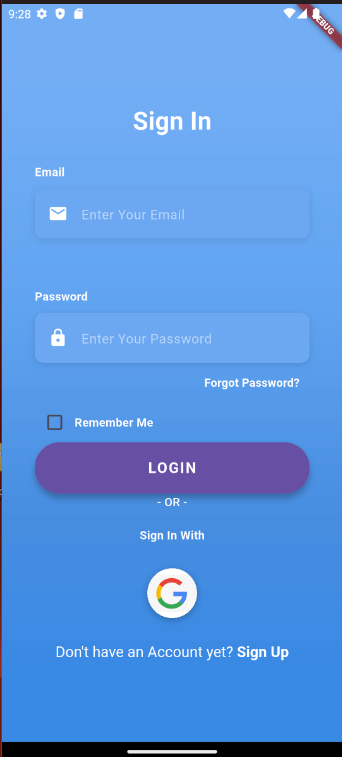 9:28
DEBUG
Sign In
Email
Enter Your Email
Password
Enter Your Password
Forgot Password?
Remember Me
LOGIN
- OR -
Sign In With
G
Don't have an Account yet? Sign Up